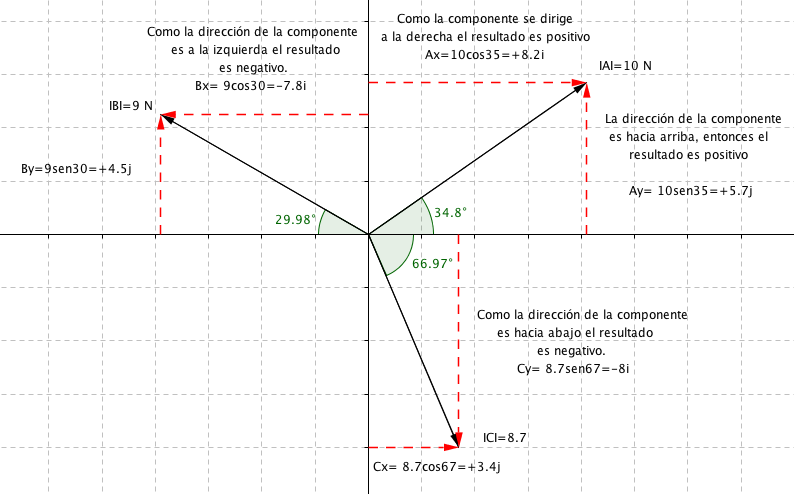 Como la dirección de la componente
es a la izquierda el resultado
es negativo.
Bx= 9cos30=-7.8i
IBI=9 N
By=9sen30=+4.5j
Como la componente se dirige
a la derecha el resultado es positivo
Ax=10cos35=+8.2i
IAI=10 N
La dirección de la componente
es hacia arriba, entonces el
resultado es positivo
Ay= 10sen35=+5.7j
29.98°
34.8°
66.97°
Como la dirección de la componente
es hacia abajo el resultado
es negativo.
Cy= 8.7sen67=-8i
ICI=8.7
Cx= 8.7cos67=+3.4j